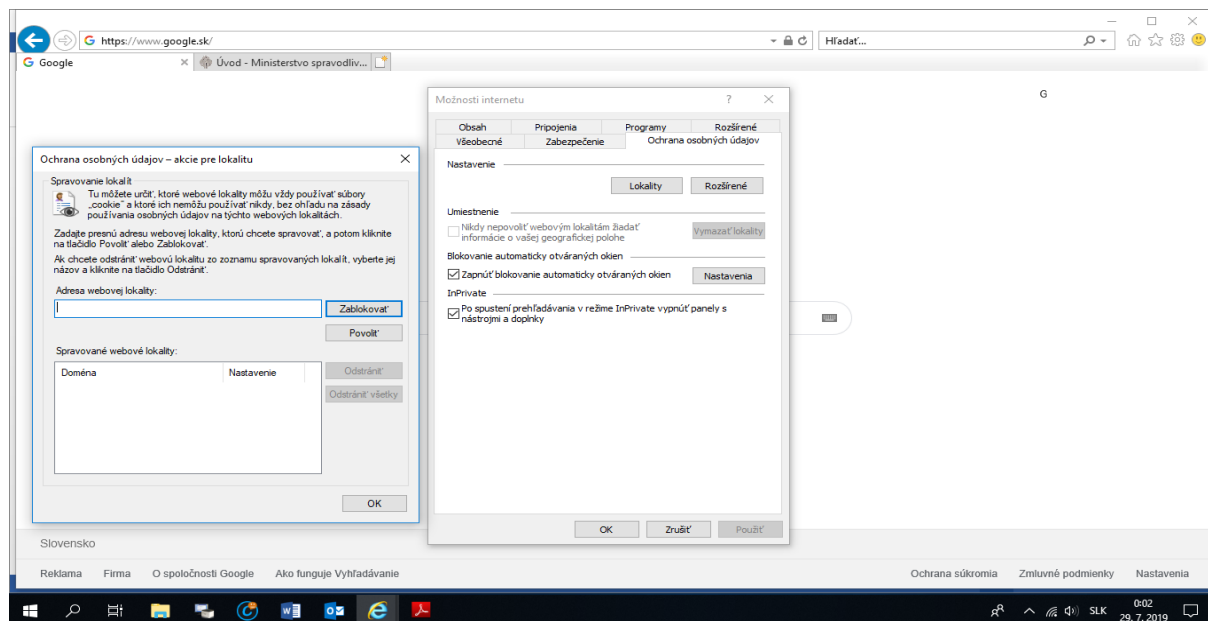 https://www.google.sk/
Hľadať...
Google
Úvod - Ministerstvo spravodliv...
G
Možnosti internetu
Obsah Pripojenia Programy Rozšírené
Všeobecné Zabezpečenie Ochrana osobných údajov
Nastavenie
Lokality Rozšírené
Umiestnenie
Nikdy nepovoliť webovým lokalitám žiadať
informácie o vašej geografickej polohe
Vymazať lokality
Blokovanie automaticky otváraných okien
Zapnúť blokovanie automaticky otváraných okien
Nastavenia
InPrivate
Po spustení prehľadávania v režime InPrivate vypnúť panely s
nástrojmi a doplnky
OK Zrušiť Použiť
Ochrana osobných údajov – akcie pre lokalitu
Spravovanie lokalít
Tu môžete určiť, ktoré webové lokality môžu vždy používať súbory
„cookie“ a ktoré ich nemôžu používať nikdy, bez ohľadu na zásady
používania osobných údajov na týchto webových lokalitách.
Zadajte presnú adresu webovej lokality, ktorú chcete spravovať, a potom kliknite
na tlačidlo Povoliť alebo Zablokovať.
Ak chcete odstrániť webovú lokalitu zo zoznamu spravovaných lokalít, vyberte jej
názov a kliknite na tlačidlo Odstrániť.
Adresa webovej lokality:
Zablokovať
Povoliť
Spravované webové lokality:
Doména Nastavenie
Odstrániť
Odstrániť všetky
OK
Slovensko
Reklama Firma O spoločnosti Google Ako funguje Vyhľadávanie
Ochrana súkromia Zmluvné podmienky Nastavenia
SLK
0:02
29. 7. 2019